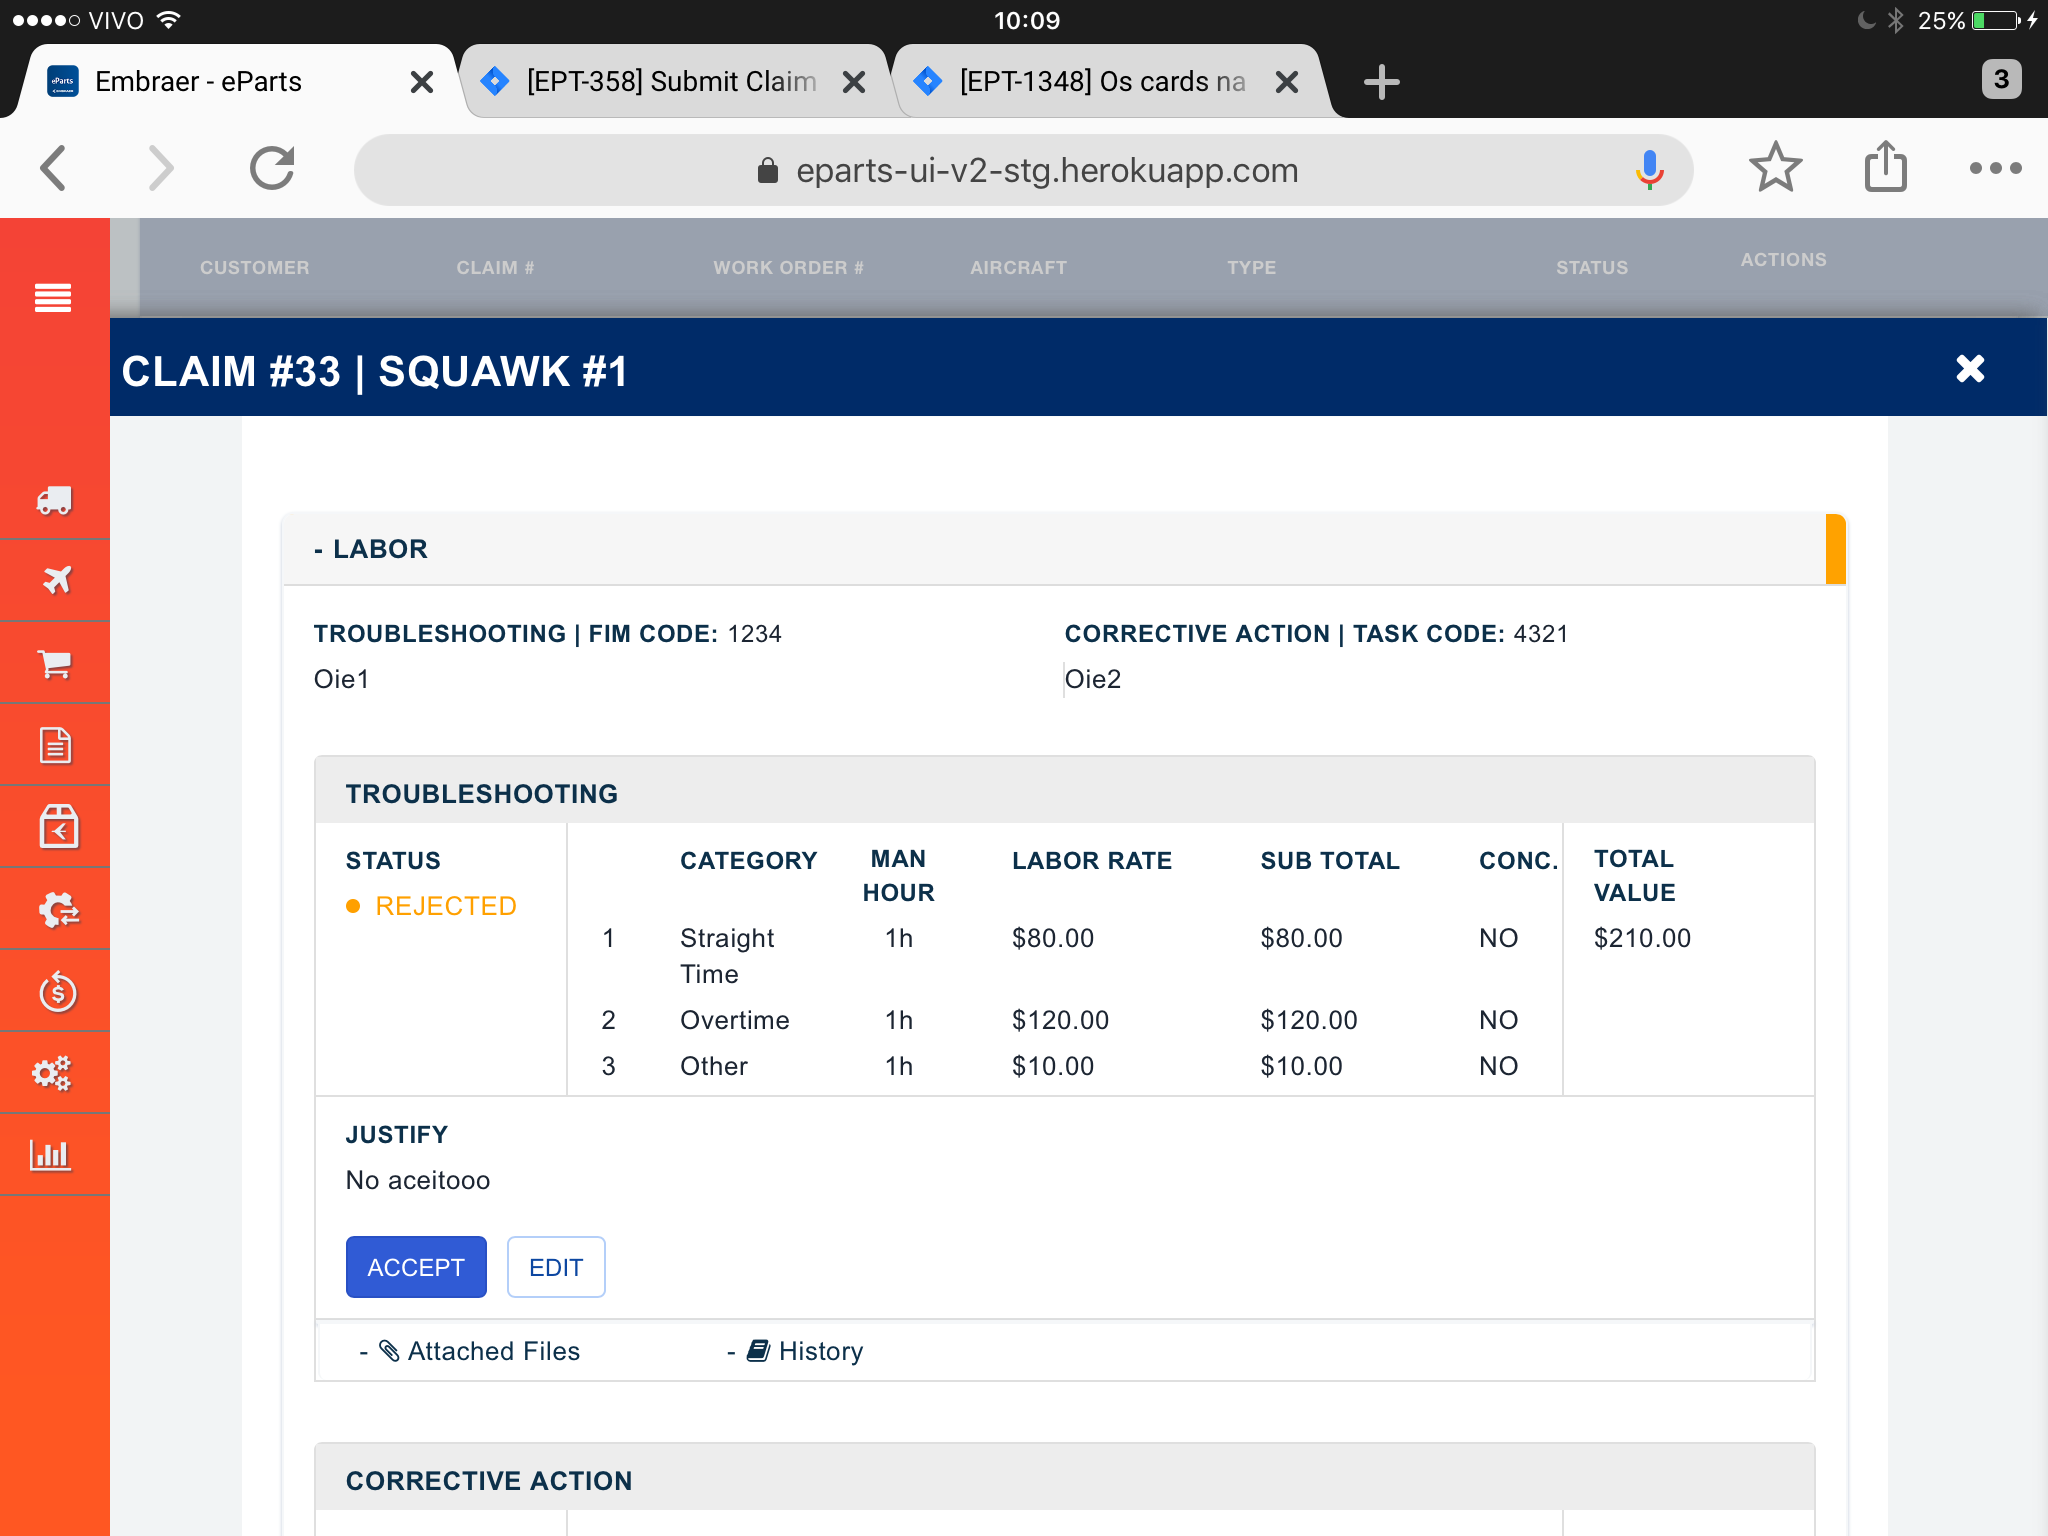 VIVO 10:09 25%
Embraer - eParts [EPT-358] Submit Claim [EPT-1348] Os cards na 3
eparts-ui-v2-stg.herokuapp.com
CUSTOMER CLAIM # WORK ORDER # AIRCRAFT TYPE STATUS ACTIONS
CLAIM #33 | SQUAWK #1
- LABOR
TROUBLESHOOTING | FIM CODE: 1234 CORRECTIVE ACTION | TASK CODE: 4321
Oie1 Oie2
TROUBLESHOOTING
STATUS CATEGORY MAN HOUR LABOR RATE SUB TOTAL CONC. TOTAL VALUE
REJECTED
1 Straight Time 1h $80.00 $80.00 NO $210.00
2 Overtime 1h $120.00 $120.00 NO
3 Other 1h $10.00 $10.00 NO
JUSTIFY
No aceitooo
ACCEPT EDIT
- Attached Files - History
CORRECTIVE ACTION